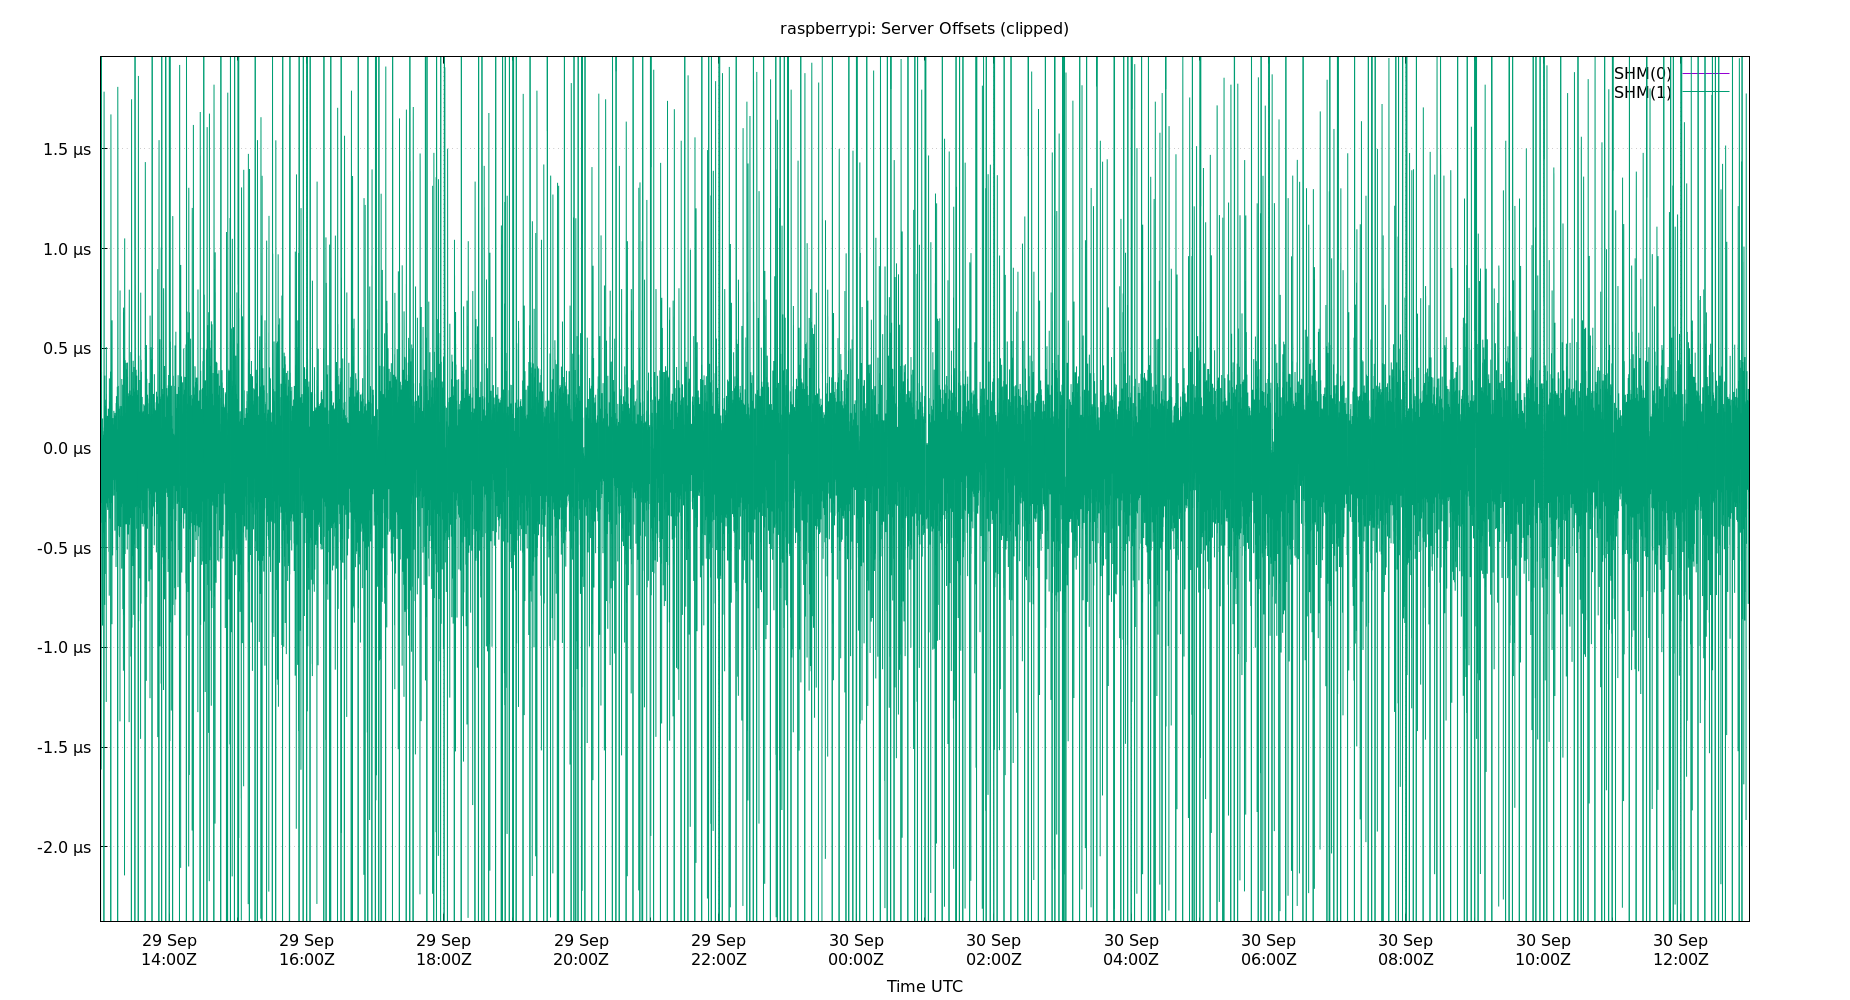 raspberrypi: Server Offsets (clipped)
SHM(0)
SHM(1)
1.5 µs
1.0 µs
0.5 µs
0.0 µs
-0.5 µs
-1.0 µs
-1.5 µs
-2.0 µs
29 Sep 29 Sep 29 Sep 29 Sep 29 Sep 30 Sep 30 Sep 30 Sep 30 Sep 30 Sep 30 Sep 30 Sep
14:00Z 16:00Z 18:00Z 20:00Z 22:00Z 00:00Z 02:00Z 04:00Z 06:00Z 08:00Z 10:00Z 12:00Z
Time UTC